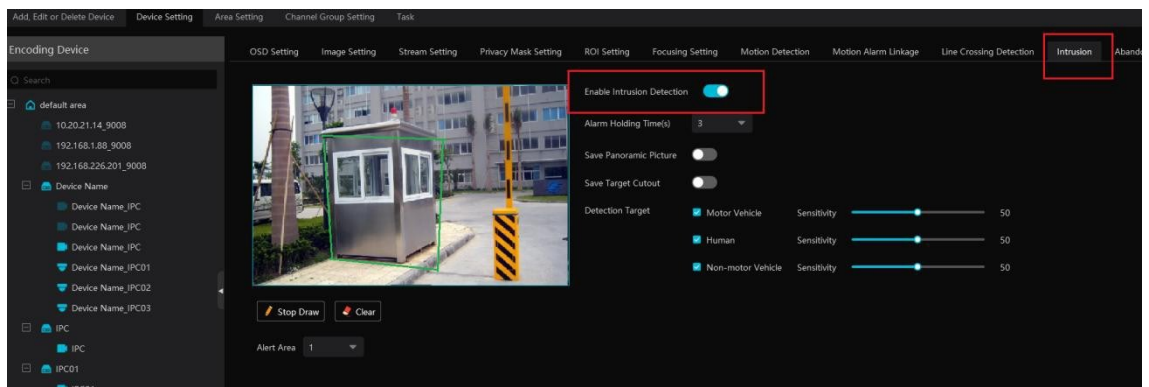 Add, Edit or Delete Device Device Setting Area Setting Channel Group Setting Task
Encoding Device
Search
default area
10.20.21.14_9008
192.168.1.88_9008
192.168.226.201_9008
Device Name
Device Name_IPC
Device Name_IPC
Device Name_IPC
Device Name_IPC01
Device Name_IPC02
Device Name_IPC03
IPC
IPC
IPC01
OSD Setting Image Setting Stream Setting Privacy Mask Setting ROI Setting Focusing Setting Motion Detection Motion Alarm Linkage Line Crossing Detection Intrusion Aband
Stop Draw Clear
Alert Area 1
Enable Intrusion Detection
Alarm Holding Time(s) 3
Save Panoramic Picture
Save Target Cutout
Detection Target Motor Vehicle Sensitivity 50
Human Sensitivity 50
Non-motor Vehicle Sensitivity 50